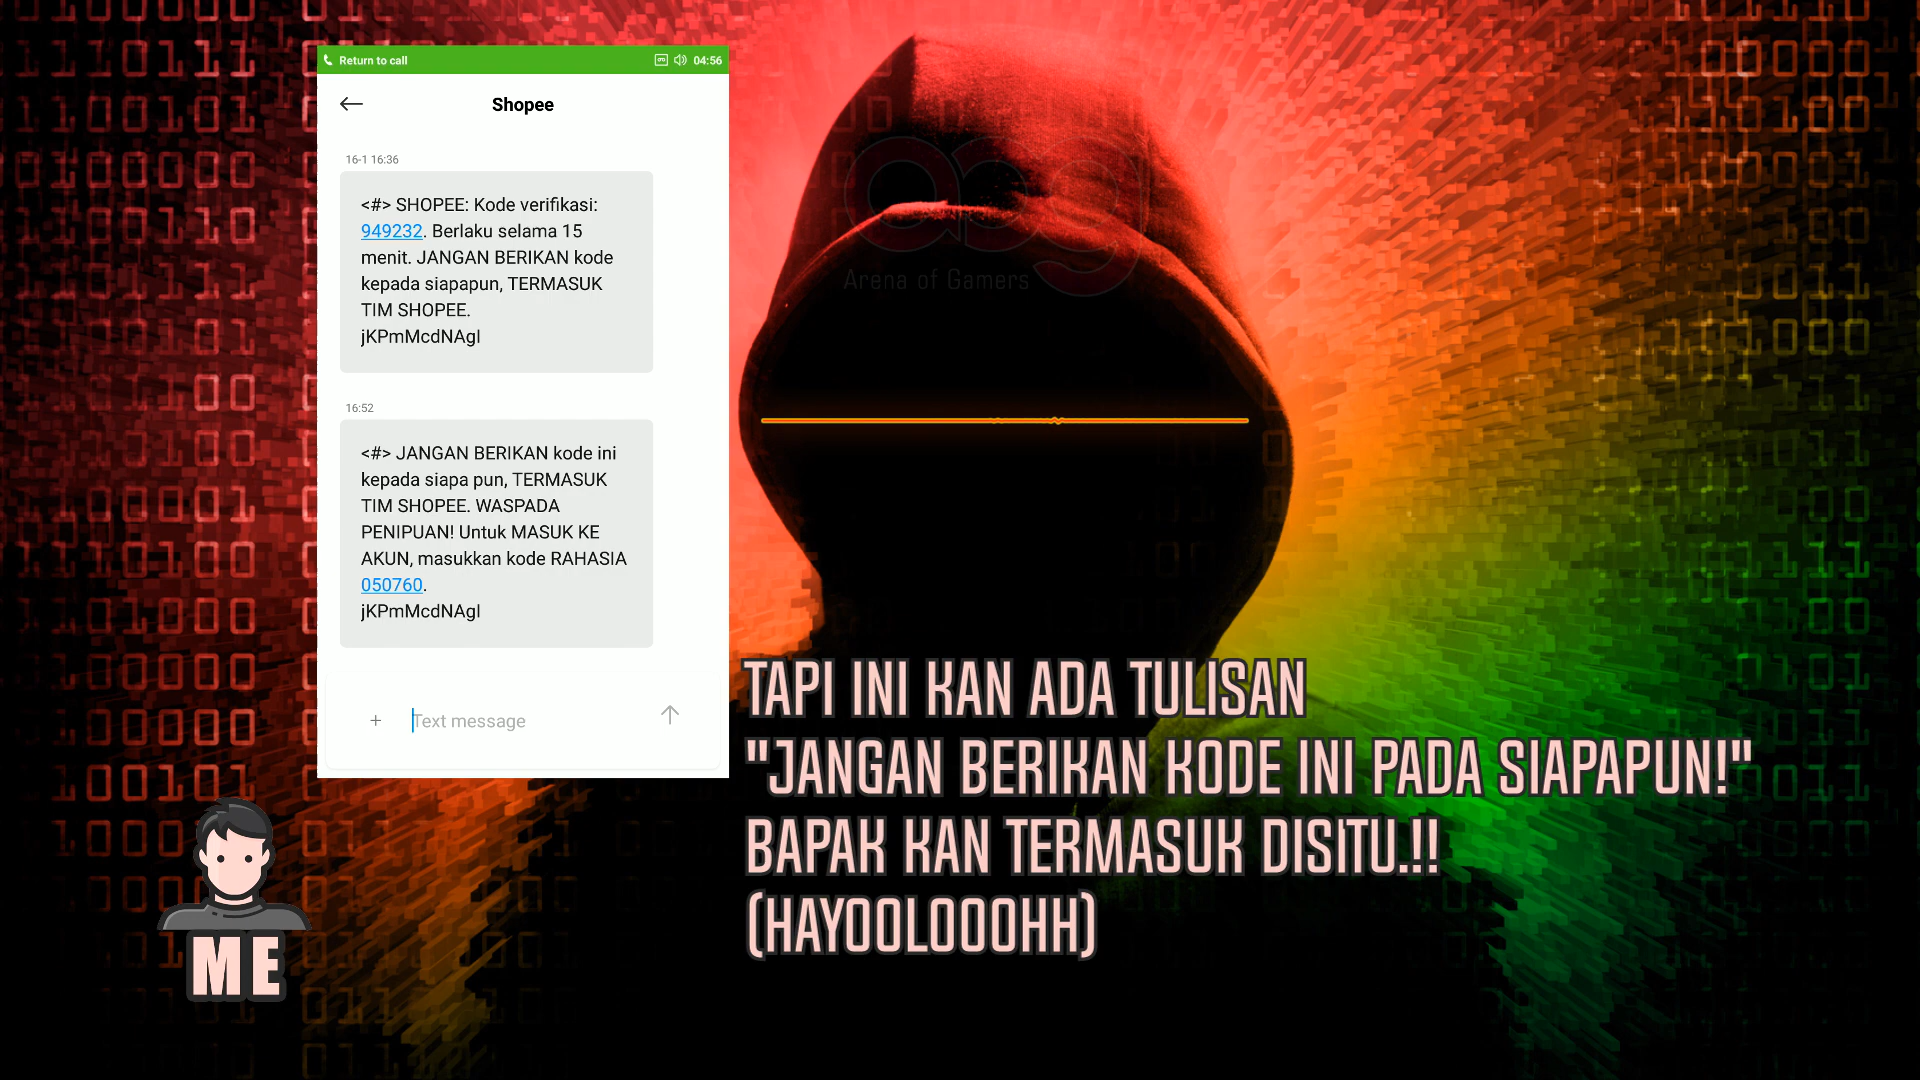 Return to call
04:56
Shopee
16-1 16:36
<#> SHOPEE: Kode verifikasi:
949232. Berlaku selama 15
menit. JANGAN BERIKAN kode
kepada siapapun, TERMASUK
TIM SHOPEE.
jKPmMcdNAgI
16:52
<#> JANGAN BERIKAN kode ini
kepada siapa pun, TERMASUK
TIM SHOPEE. WASPADA
PENIPUAN! Untuk MASUK KE
AKUN, masukkan kode RAHASIA
050760.
jKPmMcdNAgI
Text message
aog
Arena of Gamers
TAPI INI KAN ADA TULISAN
"JANGAN BERIKAN KODE INI PADA SIAPAPUN!"
BAPAK KAN TERMASUK DISITU.!!
(HAYOOLOOOHH)
ME